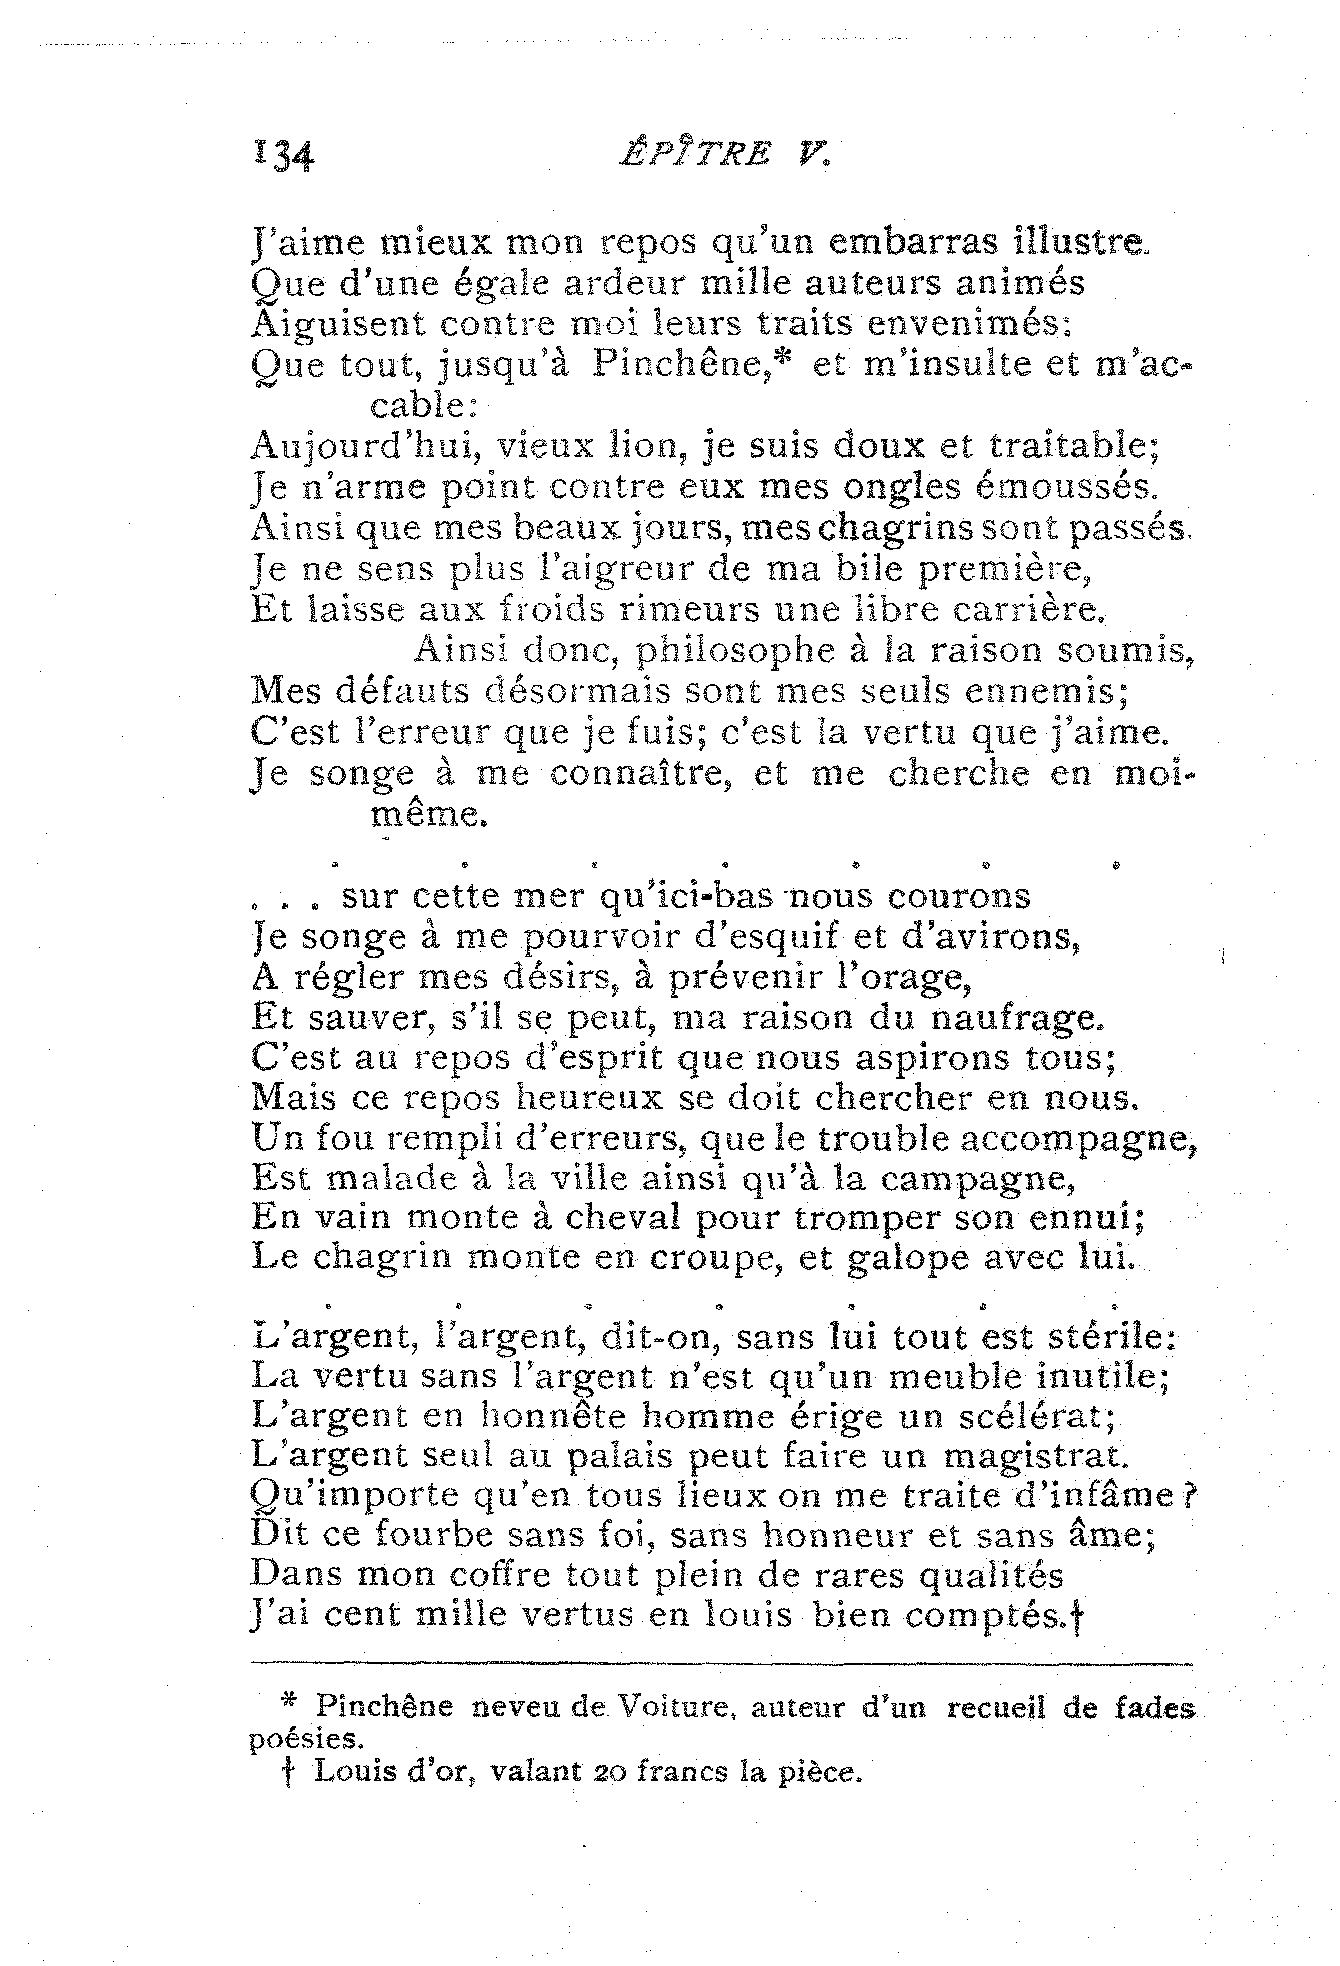 134 ÉPÎTRE V.
J'aime mieux mon repos qu'un embarras illustre.
Que d'une égale ardeur mille auteurs animés
Aiguisent contre moi leurs traits envenimés:
Que tout, jusqu'à Pinchêne,* et m'insulte et m'ac-
cable:
Aujourd'hui, vieux lion, je suis doux et traitable;
Je n'arme point contre eux mes ongles émoussés.
Ainsi que mes beaux jours, mes chagrins sont passés.
Je ne sens plus l'aigreur de ma bile première,
Et laisse aux froids rimeurs une libre carrière.
Ainsi donc, philosophe à la raison soumis,
Mes défauts désormais sont mes seuls ennemis;
C'est l'erreur que je fuis; c'est la vertu que j'aime.
Je songe à me connaître, et me cherche en moi-
même.
. . . . . . .
. . . sur cette mer qu'ici-bas nous courons
Je songe à me pourvoir d'esquif et d'avirons,
A régler mes désirs, à prévenir l'orage,
Et sauver, s'il se peut, ma raison du naufrage.
C'est au repos d'esprit que nous aspirons tous;
Mais ce repos heureux se doit chercher en nous.
Un fou rempli d'erreurs, que le trouble accompagne,
Est malade à la ville ainsi qu'à la campagne,
En vain monte à cheval pour tromper son ennui;
Le chagrin monte en croupe, et galope avec lui.
. . . . . . .
L'argent, l'argent, dit-on, sans lui tout est stérile:
La vertu sans l'argent n'est qu'un meuble inutile;
L'argent en honnête homme érige un scélérat;
L'argent seul au palais peut faire un magistrat.
Qu'importe qu'en tous lieux on me traite d'infâme?
Dit ce fourbe sans foi, sans honneur et sans âme;
Dans mon coffre tout plein de rares qualités
J'ai cent mille vertus en louis bien comptés.†
* Pinchêne neveu de Voiture, auteur d'un recueil de fades
poésies.
† Louis d'or, valant 20 francs la pièce.